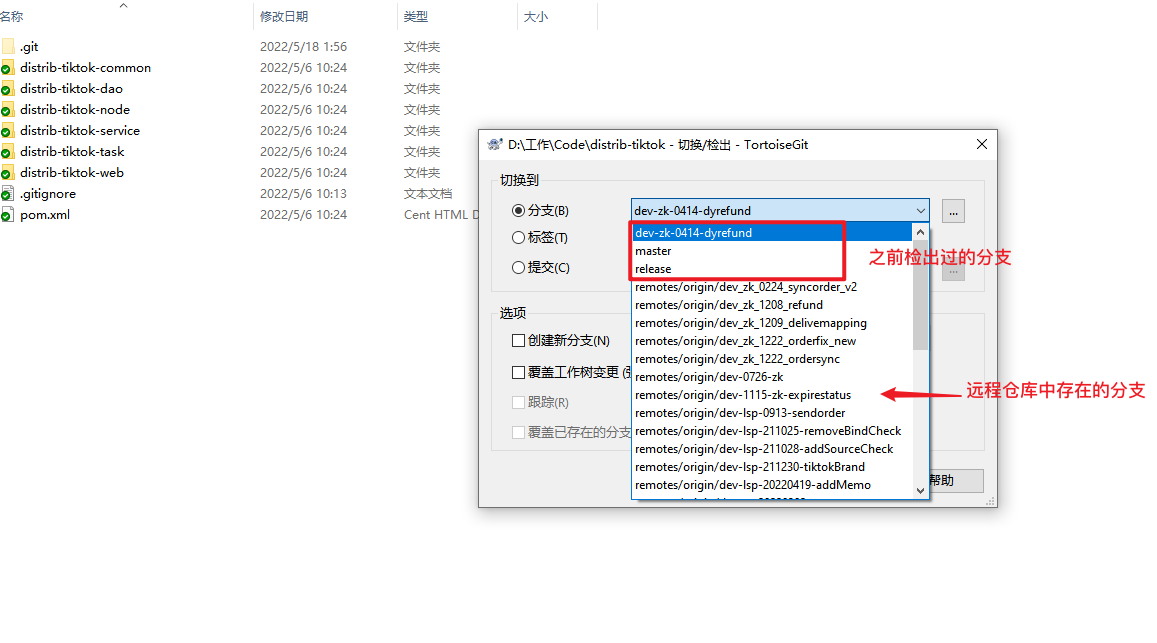 名称 修改日期 类型 大小
.git 2022/5/18 1:56 文件夹
distrib-tiktok-common 2022/5/6 10:24 文件夹
distrib-tiktok-dao 2022/5/6 10:24 文件夹
distrib-tiktok-node 2022/5/6 10:24 文件夹
distrib-tiktok-service 2022/5/6 10:24 文件夹
distrib-tiktok-task 2022/5/6 10:24 文件夹
distrib-tiktok-web 2022/5/6 10:24 文件夹
.gitignore 2022/5/6 10:13 文本文档
pom.xml 2022/5/6 10:24 Cent HTML D
D:\工作\Code\distrib-tiktok - 切换/检出 - TortoiseGit
切换到
分支(B) dev-zk-0414-dyrefund ...
标签(T)
提交(C) ...
dev-zk-0414-dyrefund
master
release
之前检出过的分支
remotes/origin/dev_zk_0224_syncorder_v2
remotes/origin/dev_zk_1208_refund
remotes/origin/dev_zk_1209_delivemapping
remotes/origin/dev_zk_1222_orderfix_new
remotes/origin/dev_zk_1222_ordersync
remotes/origin/dev-0726-zk
remotes/origin/dev-1115-zk-expirestatus
远程仓库中存在的分支
remotes/origin/dev-lsp-0913-sendorder
remotes/origin/dev-lsp-211025-removeBindCheck
remotes/origin/dev-lsp-211028-addSourceCheck
remotes/origin/dev-lsp-211230-tiktokBrand
remotes/origin/dev-lsp-20220419-addMemo
选项
创建新分支(N)
覆盖工作树变更
跟踪(R)
覆盖已存在的分支
帮助